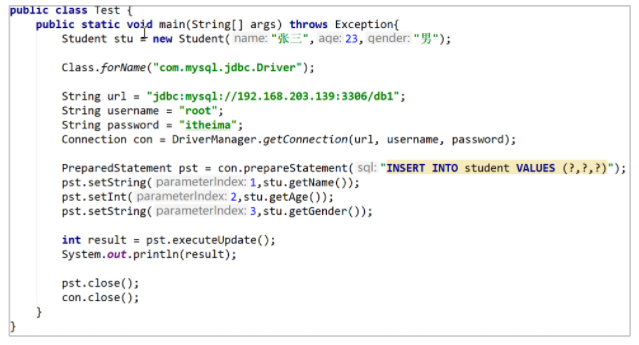 public class Test {
public static void main(String[] args) throws Exception{
Student stu = new Student( name: "张三", age: 23, gender: "男");
Class.forName("com.mysql.jdbc.Driver");
String url = "jdbc:mysql://192.168.203.139:3306/db1";
String username = "root";
String password = "itheima";
Connection con = DriverManager.getConnection(url, username, password);
PreparedStatement pst = con.prepareStatement( sql: "INSERT INTO student VALUES (?,?,?)");
pst.setString( parameterIndex: 1,stu.getName());
pst.setInt( parameterIndex: 2,stu.getAge());
pst.setString( parameterIndex: 3,stu.getGender());
int result = pst.executeUpdate();
System.out.println(result);
pst.close();
con.close();
}
}